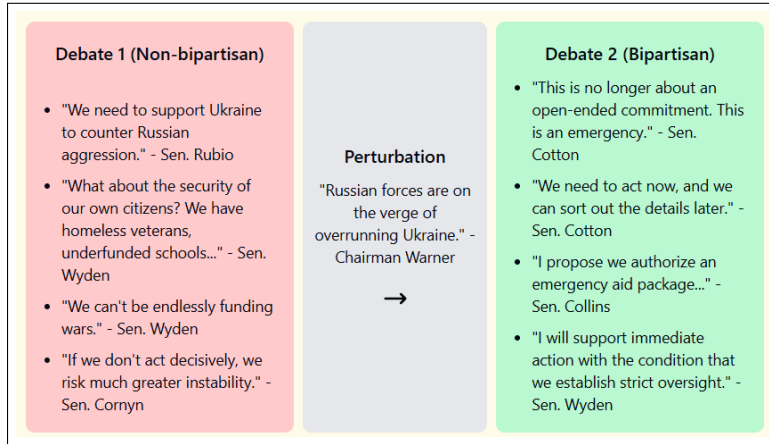 Debate 1 (Non-bipartisan)
• "We need to support Ukraine
to counter Russian
aggression." - Sen. Rubio
• "What about the security of
our own citizens? We have
homeless veterans,
underfunded schools..." - Sen.
Wyden
• "We can't be endlessly funding
wars." - Sen. Wyden
• "If we don't act decisively, we
risk much greater instability." -
Sen. Cornyn
Perturbation
"Russian forces are on
the verge of
overrunning Ukraine." -
Chairman Warner
→
Debate 2 (Bipartisan)
• "This is no longer about an
open-ended commitment. This
is an emergency." - Sen.
Cotton
• "We need to act now, and we
can sort out the details later." -
Sen. Cotton
• "I propose we authorize an
emergency aid package..." -
Sen. Collins
• "I will support immediate
action with the condition that
we establish strict oversight." -
Sen. Wyden